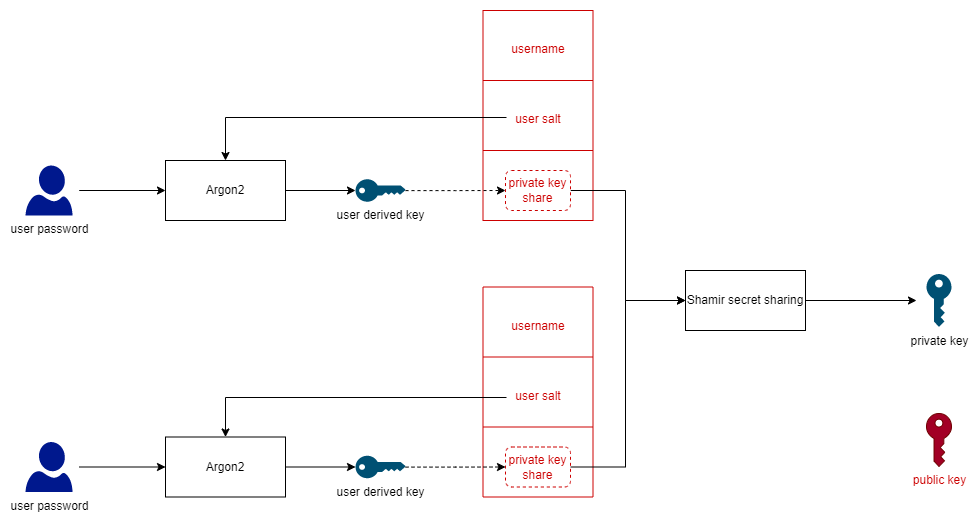 username
user salt
private key
share
Argon2
user password
user derived key
Shamir secret sharing
private key
username
user salt
private key
share
Argon2
user password
user derived key
public key